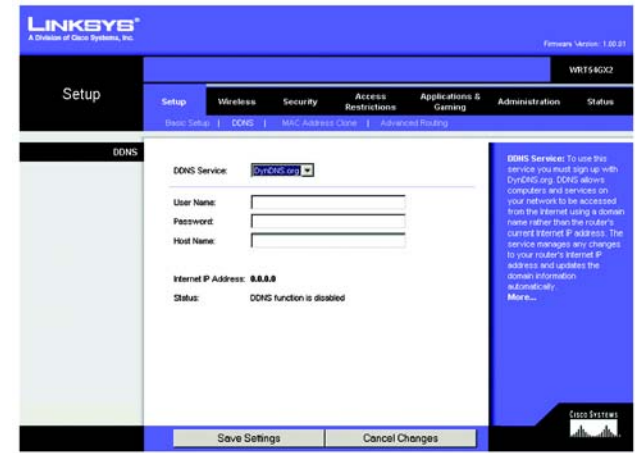 LINKSYS®
A Division of Cisco Systems, Inc.
Firmware Version: 1.00.01
WRT54GX2
Setup
Setup Wireless Security Access Restrictions Applications & Gaming Administration Status
Basic Setup | DDNS | MAC Address Clone | Advanced Routing
DDNS
DDNS Service: DynDNS.org
User Name:
Password:
Host Name:
Internet IP Address: 0.0.0.0
Status: DDNS function is disabled
DDNS Service: To use this
service you must sign up with
DynDNS.org. DDNS allows
computers and services on
your network to be accessed
from the Internet using a domain
name rather than the router's
current Internet IP address. The
service manages any changes
to your router's Internet IP
address and updates the
domain information
automatically.
More...
CISCO SYSTEMS
Save Settings Cancel Changes